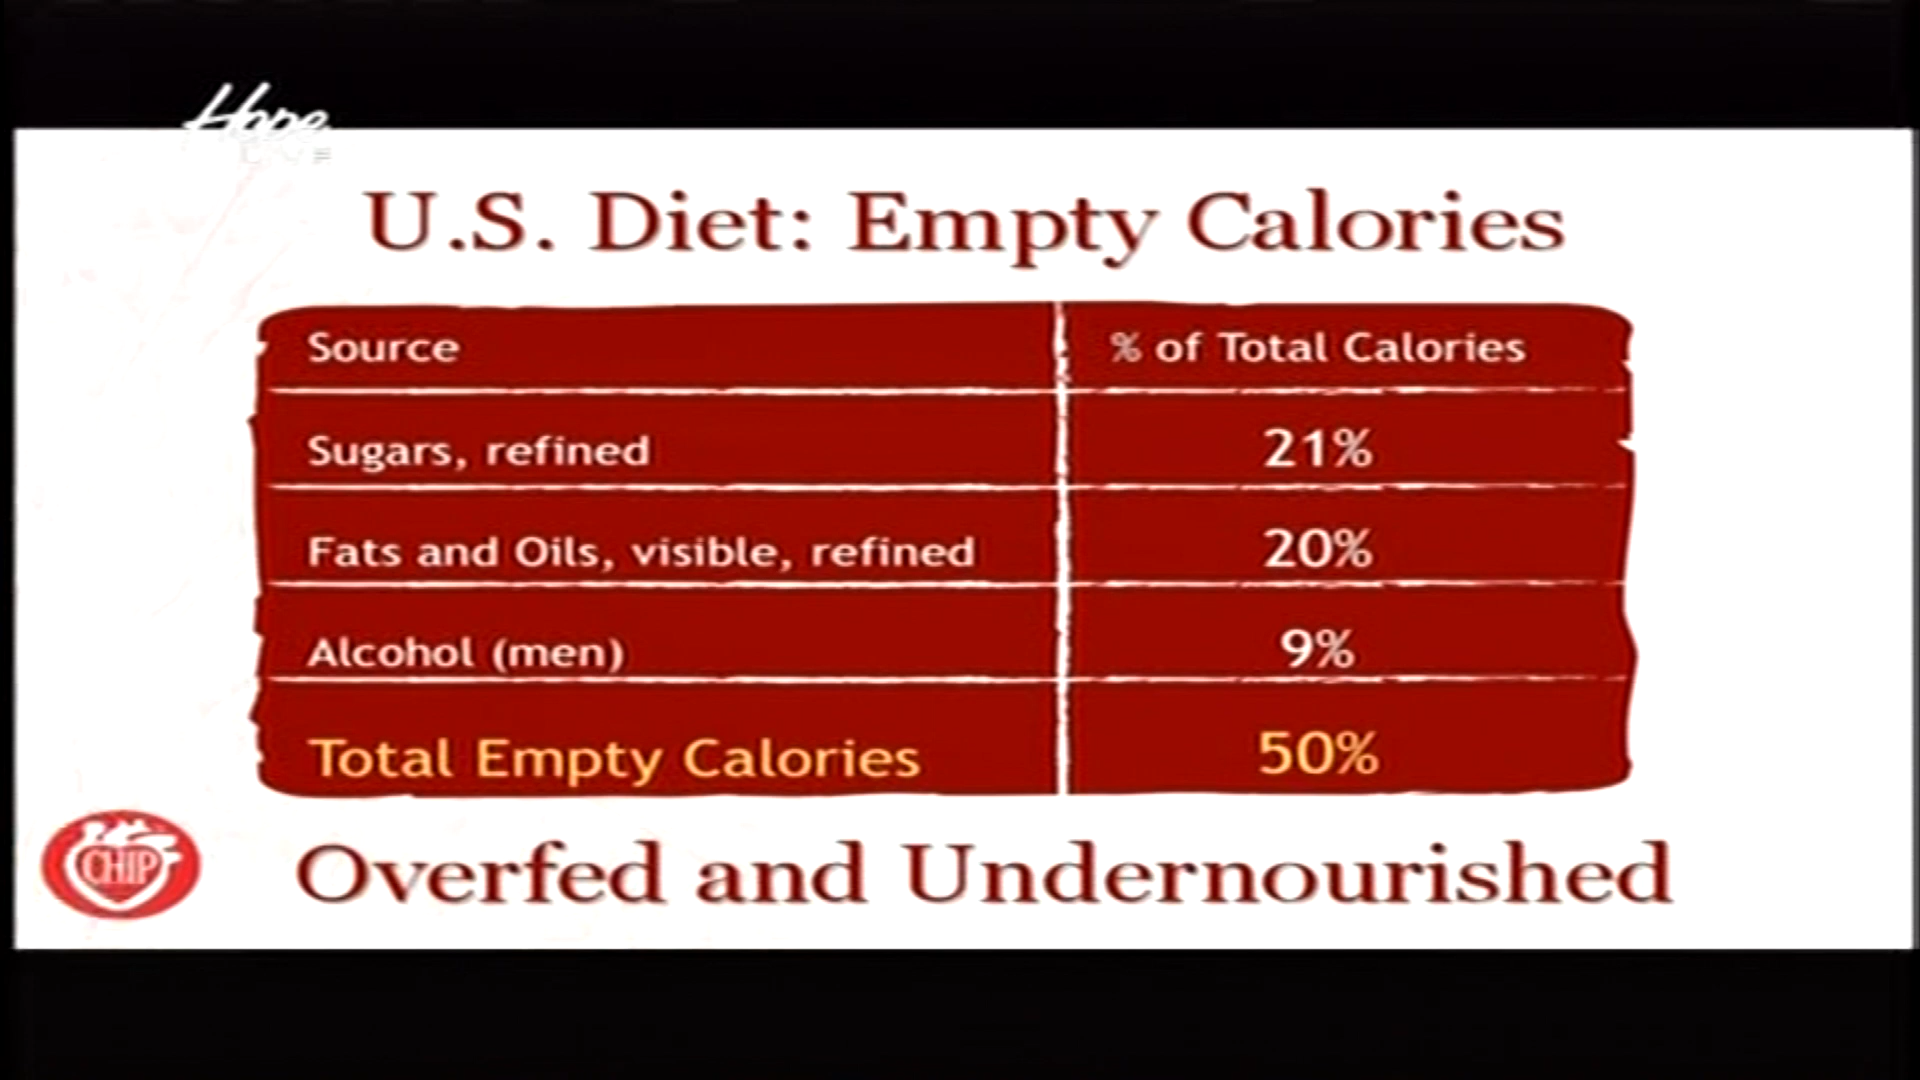 Hope
LIVE
U.S. Diet: Empty Calories
Source % of Total Calories
Sugars, refined 21%
Fats and Oils, visible, refined 20%
Alcohol (men) 9%
Total Empty Calories 50%
CHIP
Overfed and Undernourished